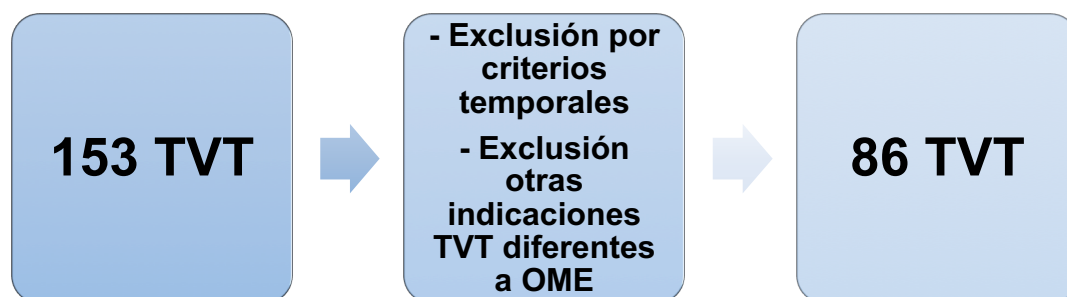 153 TVT
- Exclusión por
criterios
temporales
- Exclusión
otras
indicaciones
TVT diferentes
a OME
86 TVT